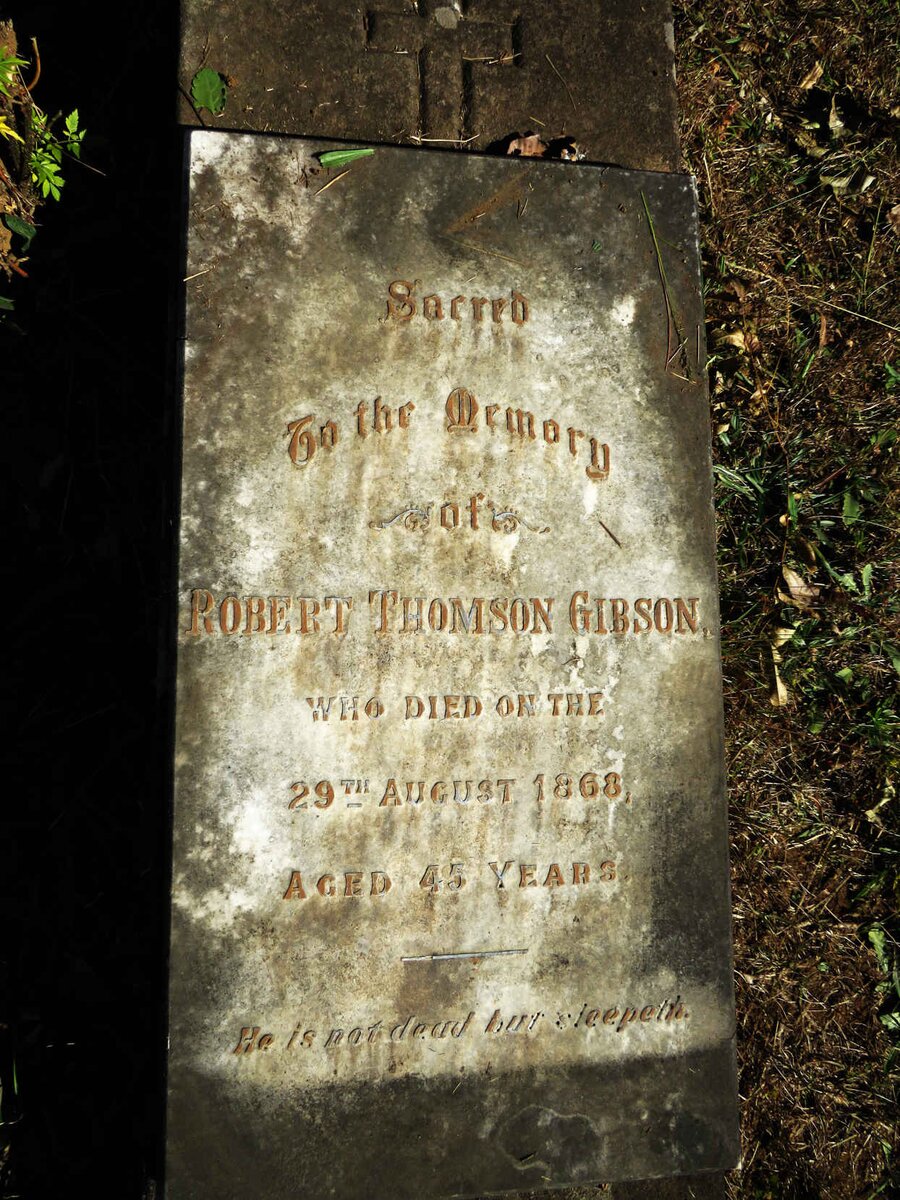 Sacred
To the Memory
of
ROBERT THOMSON GIBSON,
WHO DIED ON THE
29TH AUGUST 1868,
AGED 45 YEARS.
He is not dead but sleepeth.